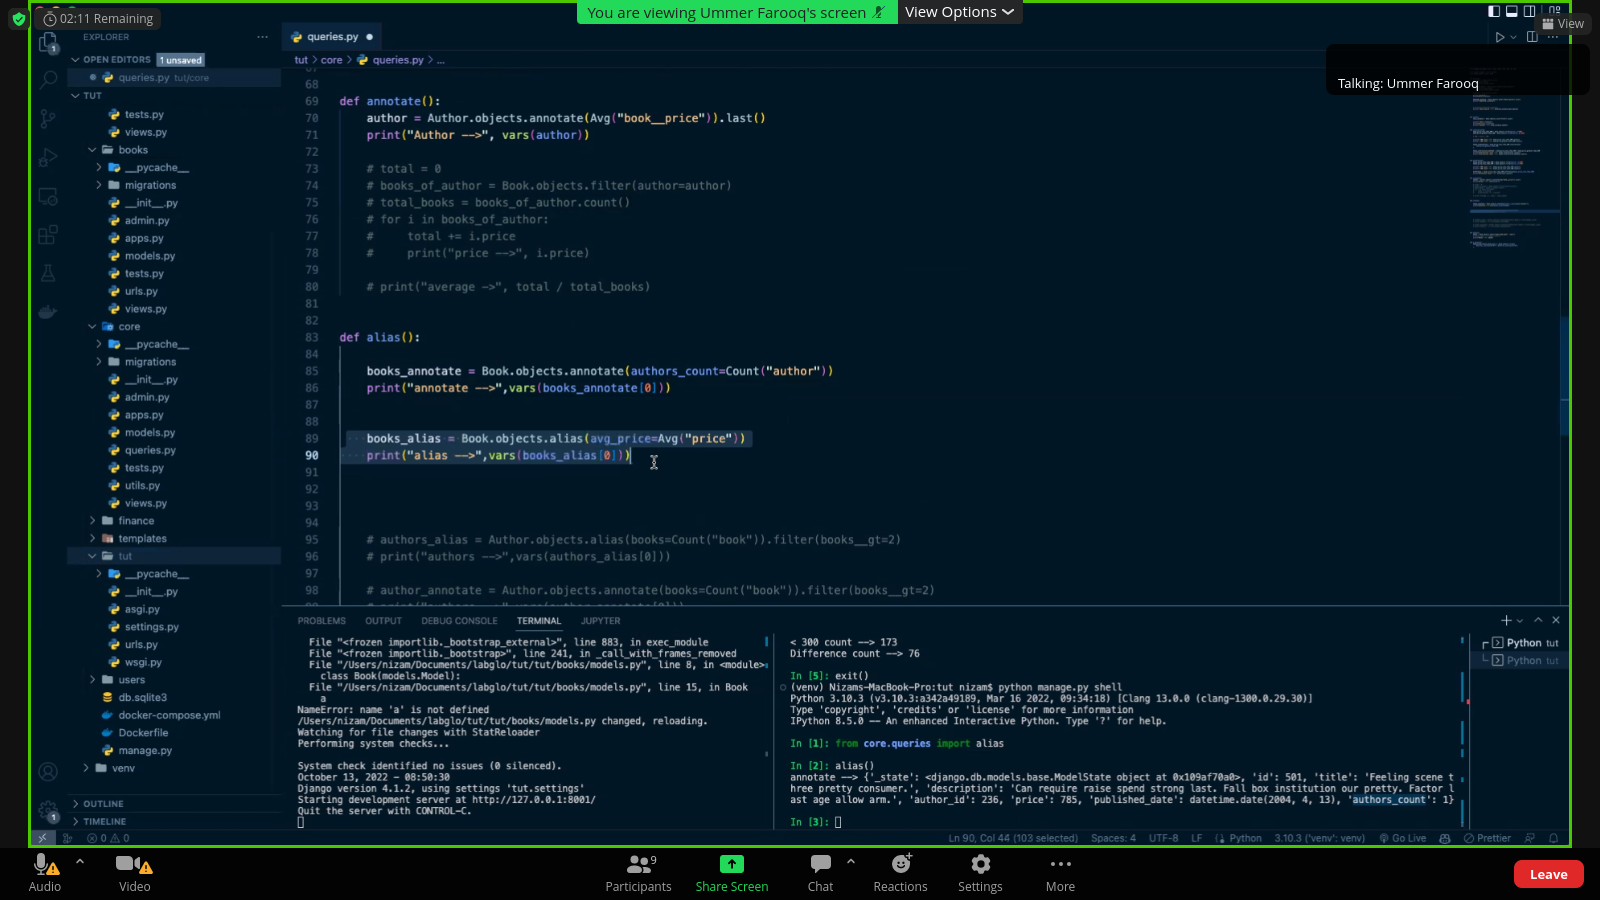 02:11 Remaining
You are viewing Ummer Farooq's screen
View Options
View
Talking: Ummer Farooq
EXPLORER
OPEN EDITORS 1 unsaved
queries.py tut/core
TUT
tests.py
views.py
books
__pycache__
migrations
__init__.py
admin.py
apps.py
models.py
tests.py
urls.py
views.py
core
__pycache__
migrations
__init__.py
admin.py
apps.py
models.py
queries.py
tests.py
utils.py
views.py
finance
templates
tut
__pycache__
__init__.py
asgi.py
settings.py
urls.py
wsgi.py
users
db.sqlite3
docker-compose.yml
Dockerfile
manage.py
venv
OUTLINE
TIMELINE
queries.py
tut > core > queries.py > ...
68
69 def annotate():
70 author = Author.objects.annotate(Avg("book__price")).last()
71 print("Author -->", vars(author))
72
73 # total = 0
74 # books_of_author = Book.objects.filter(author=author)
75 # total_books = books_of_author.count()
76 # for i in books_of_author:
77 # total += i.price
78 # print("price -->", i.price)
79
80 # print("average ->", total / total_books)
81
82
83 def alias():
84
85 books_annotate = Book.objects.annotate(authors_count=Count("author"))
86 print("annotate -->",vars(books_annotate[0]))
87
88
89 books_alias = Book.objects.alias(avg_price=Avg("price"))
90 print("alias -->",vars(books_alias[0]))
91
92
93
94
95 # authors_alias = Author.objects.alias(books=Count("book")).filter(books__gt=2)
96 # print("authors -->",vars(authors_alias[0]))
97
98 # author_annotate = Author.objects.annotate(books=Count("book")).filter(books__gt=2)
PROBLEMS OUTPUT DEBUG CONSOLE TERMINAL JUPYTER
File "<frozen importlib._bootstrap_external>", line 883, in exec_module
File "<frozen importlib._bootstrap>", line 241, in _call_with_frames_removed
File "/Users/nizam/Documents/labglo/tut/tut/books/models.py", line 8, in <module>
class Book(models.Model):
File "/Users/nizam/Documents/labglo/tut/tut/books/models.py", line 15, in Book
a
NameError: name 'a' is not defined
/Users/nizam/Documents/labglo/tut/tut/books/models.py changed, reloading.
Watching for file changes with StatReloader
Performing system checks...
System check identified no issues (0 silenced).
October 13, 2022 - 08:50:30
Django version 4.1.2, using settings 'tut.settings'
Starting development server at http://127.0.0.1:8001/
Quit the server with CONTROL-C.
< 300 count --> 173
Difference count --> 76
In [5]: exit()
(venv) Nizams-MacBook-Pro:tut nizam$ python manage.py shell
Python 3.10.3 (v3.10.3:a342a49189, Mar 16 2022, 09:34:18) [Clang 13.0.0 (clang-1300.0.29.30)]
Type 'copyright', 'credits' or 'license' for more information
IPython 8.5.0 -- An enhanced Interactive Python. Type '?' for help.
In [1]: from core.queries import alias
In [2]: alias()
annotate --> {'_state': <django.db.models.base.ModelState object at 0x109af70a0>, 'id': 501, 'title': 'Feeling scene t
hree pretty consumer.', 'description': 'Can require raise spend strong last. Fall box institution our pretty. Factor l
ast age allow arm.', 'author_id': 236, 'price': 785, 'published_date': datetime.date(2004, 4, 13), 'authors_count': 1}
In [3]:
Python tut
Python tut
0 0
Ln 90, Col 44 (103 selected) Spaces: 4 UTF-8 LF Python 3.10.3 ('venv': venv) Go Live Prettier
Audio
Video
Participants 9
Share Screen
Chat
Reactions
Settings
More
Leave